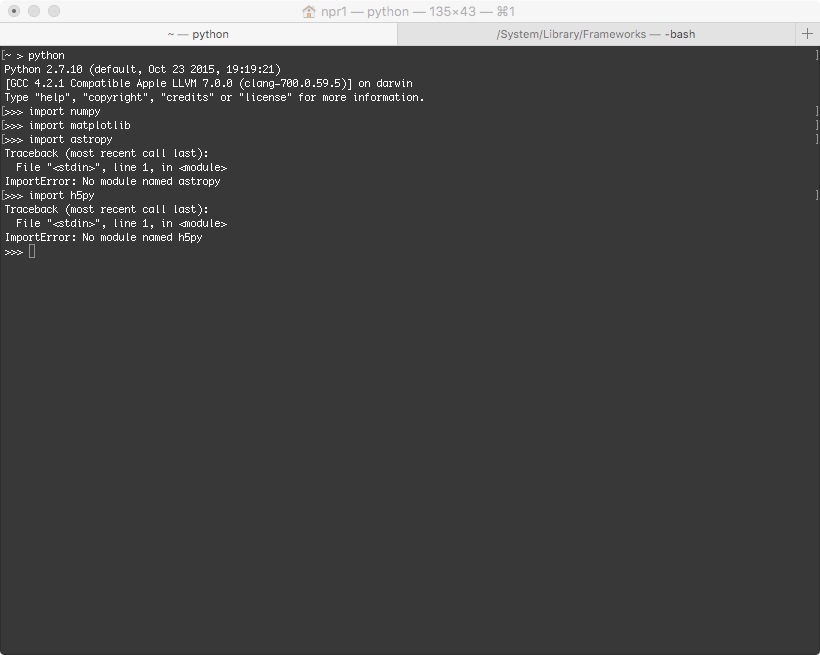 npr1 — python — 135×43 — ⌘1
~ — python
/System/Library/Frameworks — -bash
+
[~ > python ]
Python 2.7.10 (default, Oct 23 2015, 19:19:21)
[GCC 4.2.1 Compatible Apple LLVM 7.0.0 (clang-700.0.59.5)] on darwin
Type "help", "copyright", "credits" or "license" for more information.
[>>> import numpy ]
[>>> import matplotlib ]
[>>> import astropy ]
Traceback (most recent call last):
  File "<stdin>", line 1, in <module>
ImportError: No module named astropy
[>>> import h5py ]
Traceback (most recent call last):
  File "<stdin>", line 1, in <module>
ImportError: No module named h5py
>>>